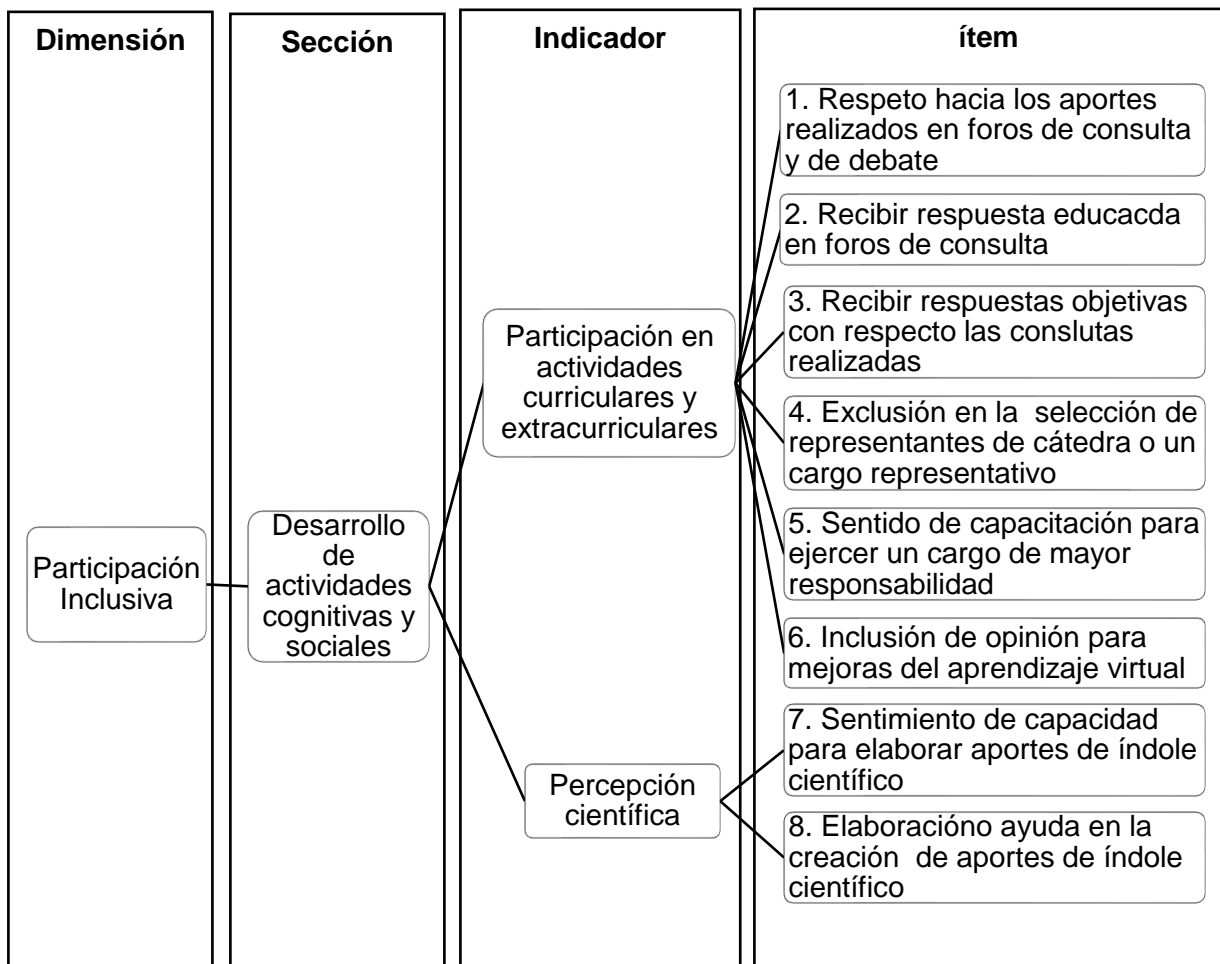 Dimensión
Sección
Indicador
ítem
Participación
Inclusiva
Desarrollo
de
actividades
cognitivas y
sociales
Participación en
actividades
curriculares y
extracurriculares
Percepción
científica
1. Respeto hacia los aportes
realizados en foros de consulta
y de debate
2. Recibir respuesta educacda
en foros de consulta
3. Recibir respuestas objetivas
con respecto las conslutas
realizadas
4. Exclusión en la  selección de
representantes de cátedra o un
cargo representativo
5. Sentido de capacitación para
ejercer un cargo de mayor
responsabilidad
6. Inclusión de opinión para
mejoras del aprendizaje virtual
7. Sentimiento de capacidad
para elaborar aportes de índole
científico
8. Elaboracióno ayuda en la
creación  de aportes de índole
científico